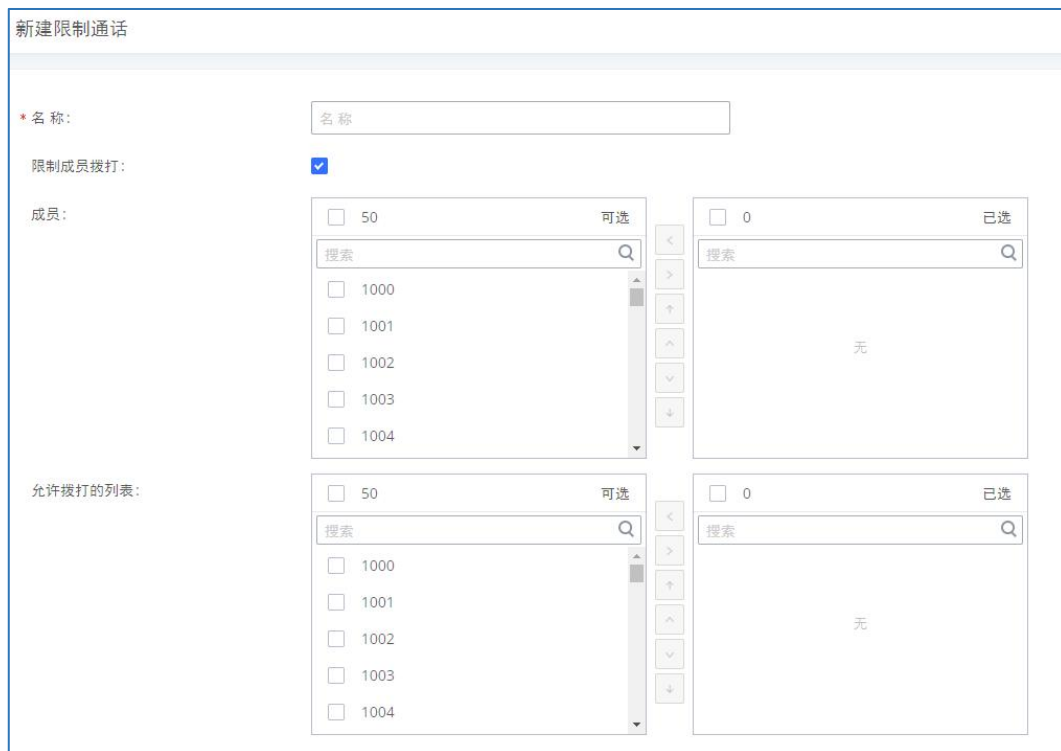 新建限制通话
* 名 称：
名 称
限制成员拨打：
成员：
50 可选
0 已选
搜索
搜索
1000
1001
1002
1003
1004
无
允许拨打的列表：
50 可选
0 已选
搜索
搜索
1000
1001
1002
1003
1004
无